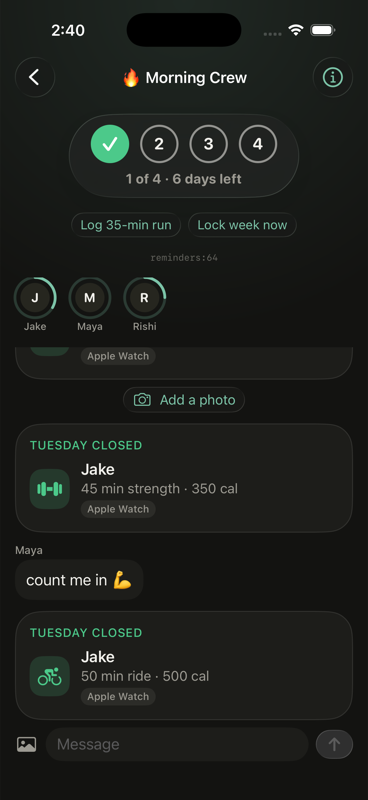 2:40
🔥 Morning Crew
2
3
4
1 of 4 · 6 days left
Log 35-min run
Lock week now
reminders:64
J
M
R
Jake
Maya
Rishi
Apple Watch
Add a photo
TUESDAY CLOSED
Jake
45 min strength · 350 cal
Apple Watch
Maya
count me in 💪
TUESDAY CLOSED
Jake
50 min ride · 500 cal
Apple Watch
Message